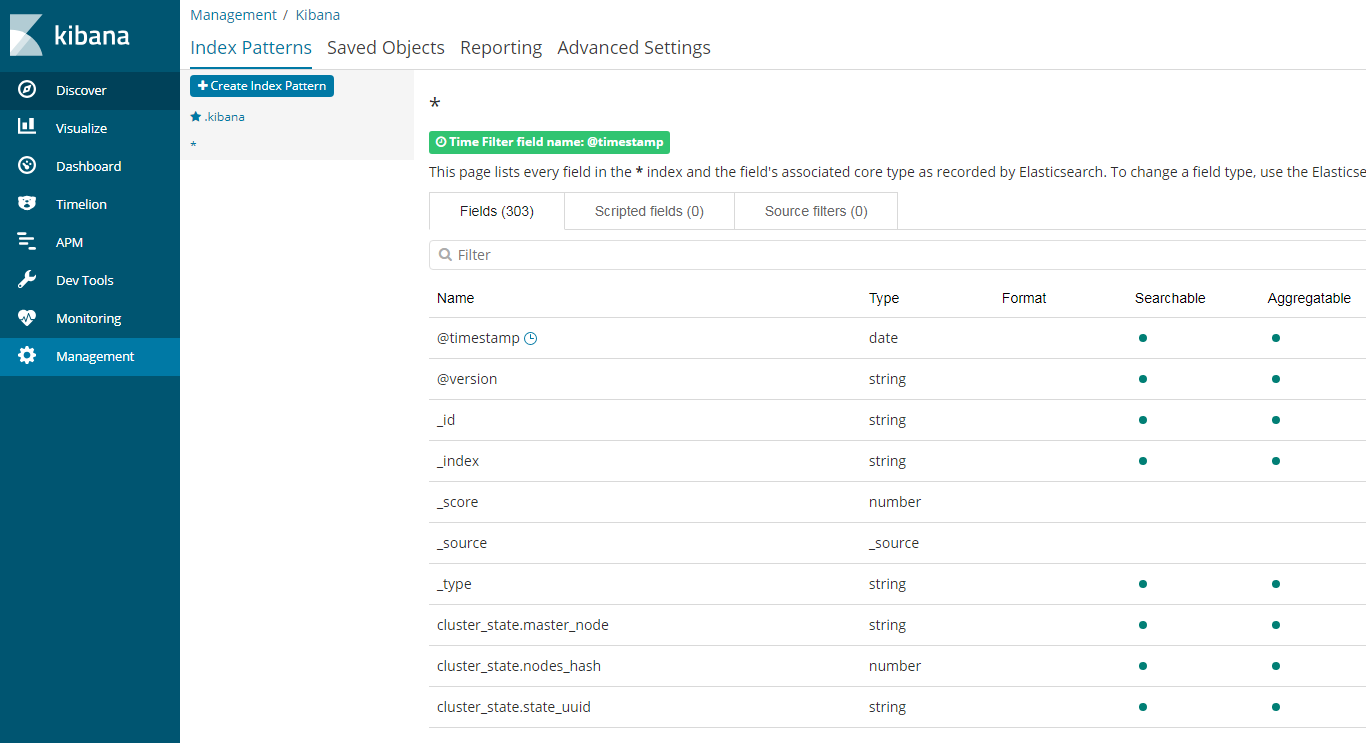 kibana
Discover
Visualize
Dashboard
Timelion
APM
Dev Tools
Monitoring
Management
Management / Kibana
Index Patterns Saved Objects Reporting Advanced Settings
Create Index Pattern
.kibana
*
*
Time Filter field name: @timestamp
This page lists every field in the * index and the field's associated core type as recorded by Elasticsearch. To change a field type, use the Elasticse
Fields (303) Scripted fields (0) Source filters (0)
Filter
Name Type Format Searchable Aggregatable
@timestamp date
@version string
_id string
_index string
_score number
_source _source
_type string
cluster_state.master_node string
cluster_state.nodes_hash number
cluster_state.state_uuid string